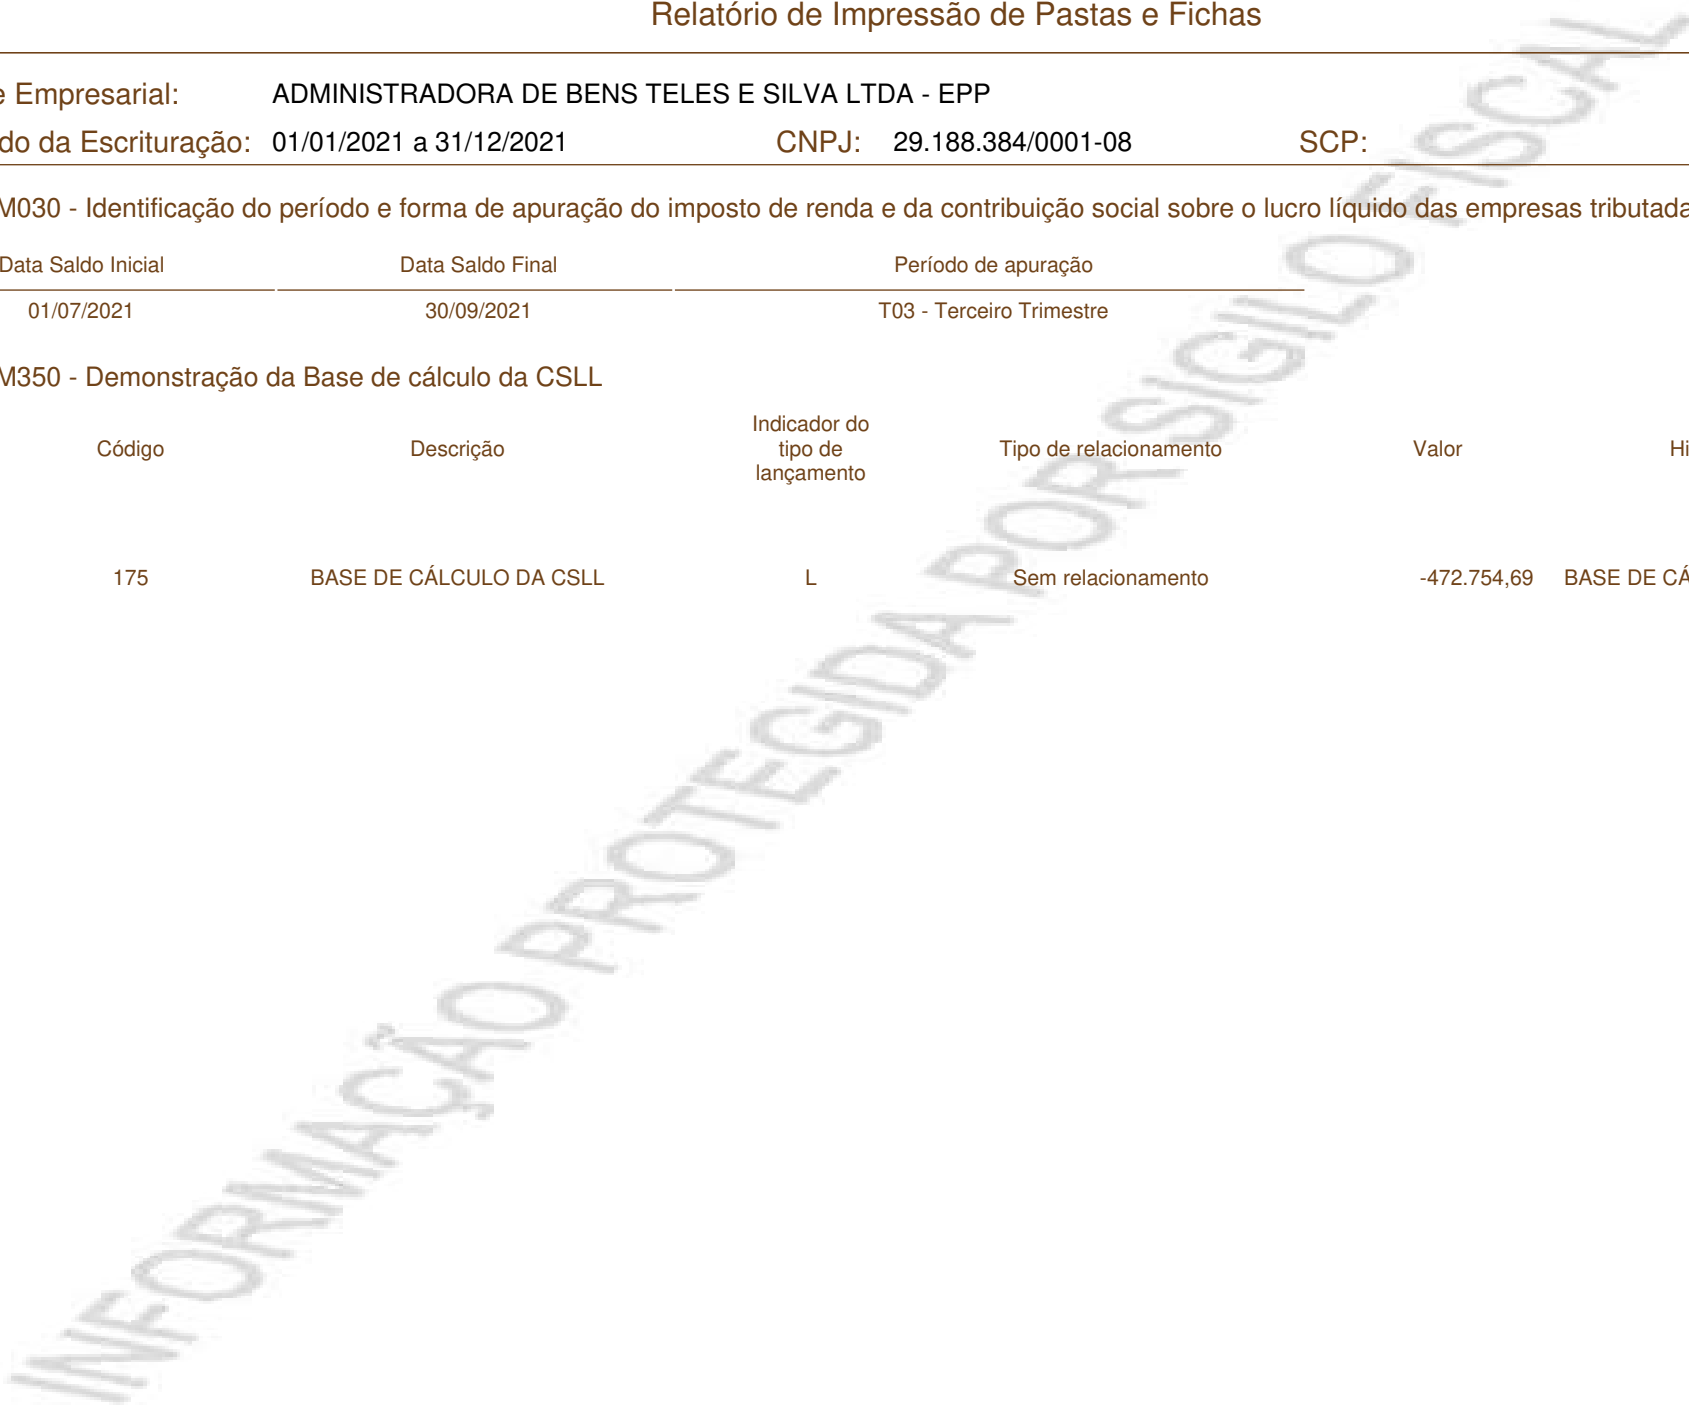 Relatório de Impressão de Pastas e Fichas
e Empresarial: ADMINISTRADORA DE BENS TELES E SILVA LTDA - EPP
do da Escrituração: 01/01/2021 a 31/12/2021 CNPJ: 29.188.384/0001-08 SCP:
M030 - Identificação do período e forma de apuração do imposto de renda e da contribuição social sobre o lucro líquido das empresas tributada
Data Saldo Inicial Data Saldo Final Período de apuração
01/07/2021 30/09/2021 T03 - Terceiro Trimestre
M350 - Demonstração da Base de cálculo da CSLL
Código Descrição Indicador do tipo de lançamento Tipo de relacionamento Valor Hi
175 BASE DE CÁLCULO DA CSLL L Sem relacionamento -472.754,69 BASE DE CÁ
INFORMAÇÃO PROTEGIDA POR SIGILO FISCAL